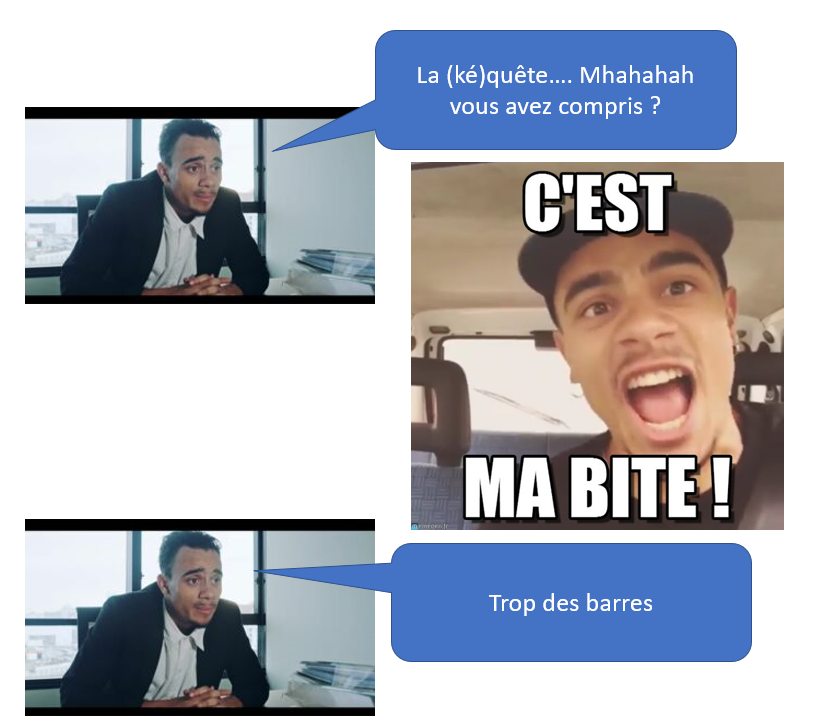 La (ké)quête…. Mhahahah
vous avez compris ?
C'EST
MA BITE !
Trop des barres